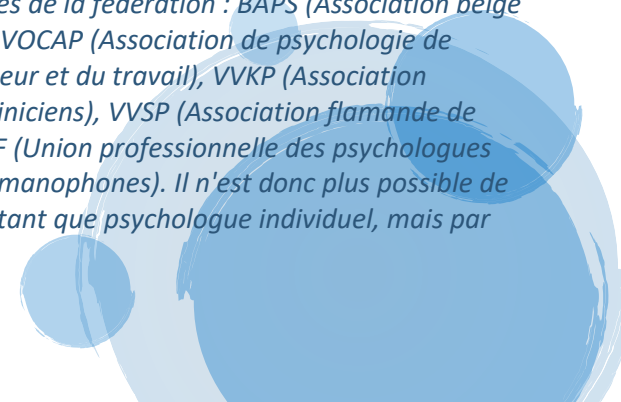 es de la fédération : BAPS (Association belge
VOCAP (Association de psychologie de
eur et du travail), VVKP (Association
iniciens), VVSP (Association flamande de
F (Union professionnelle des psychologues
manophones). Il n'est donc plus possible de
tant que psychologue individuel, mais par